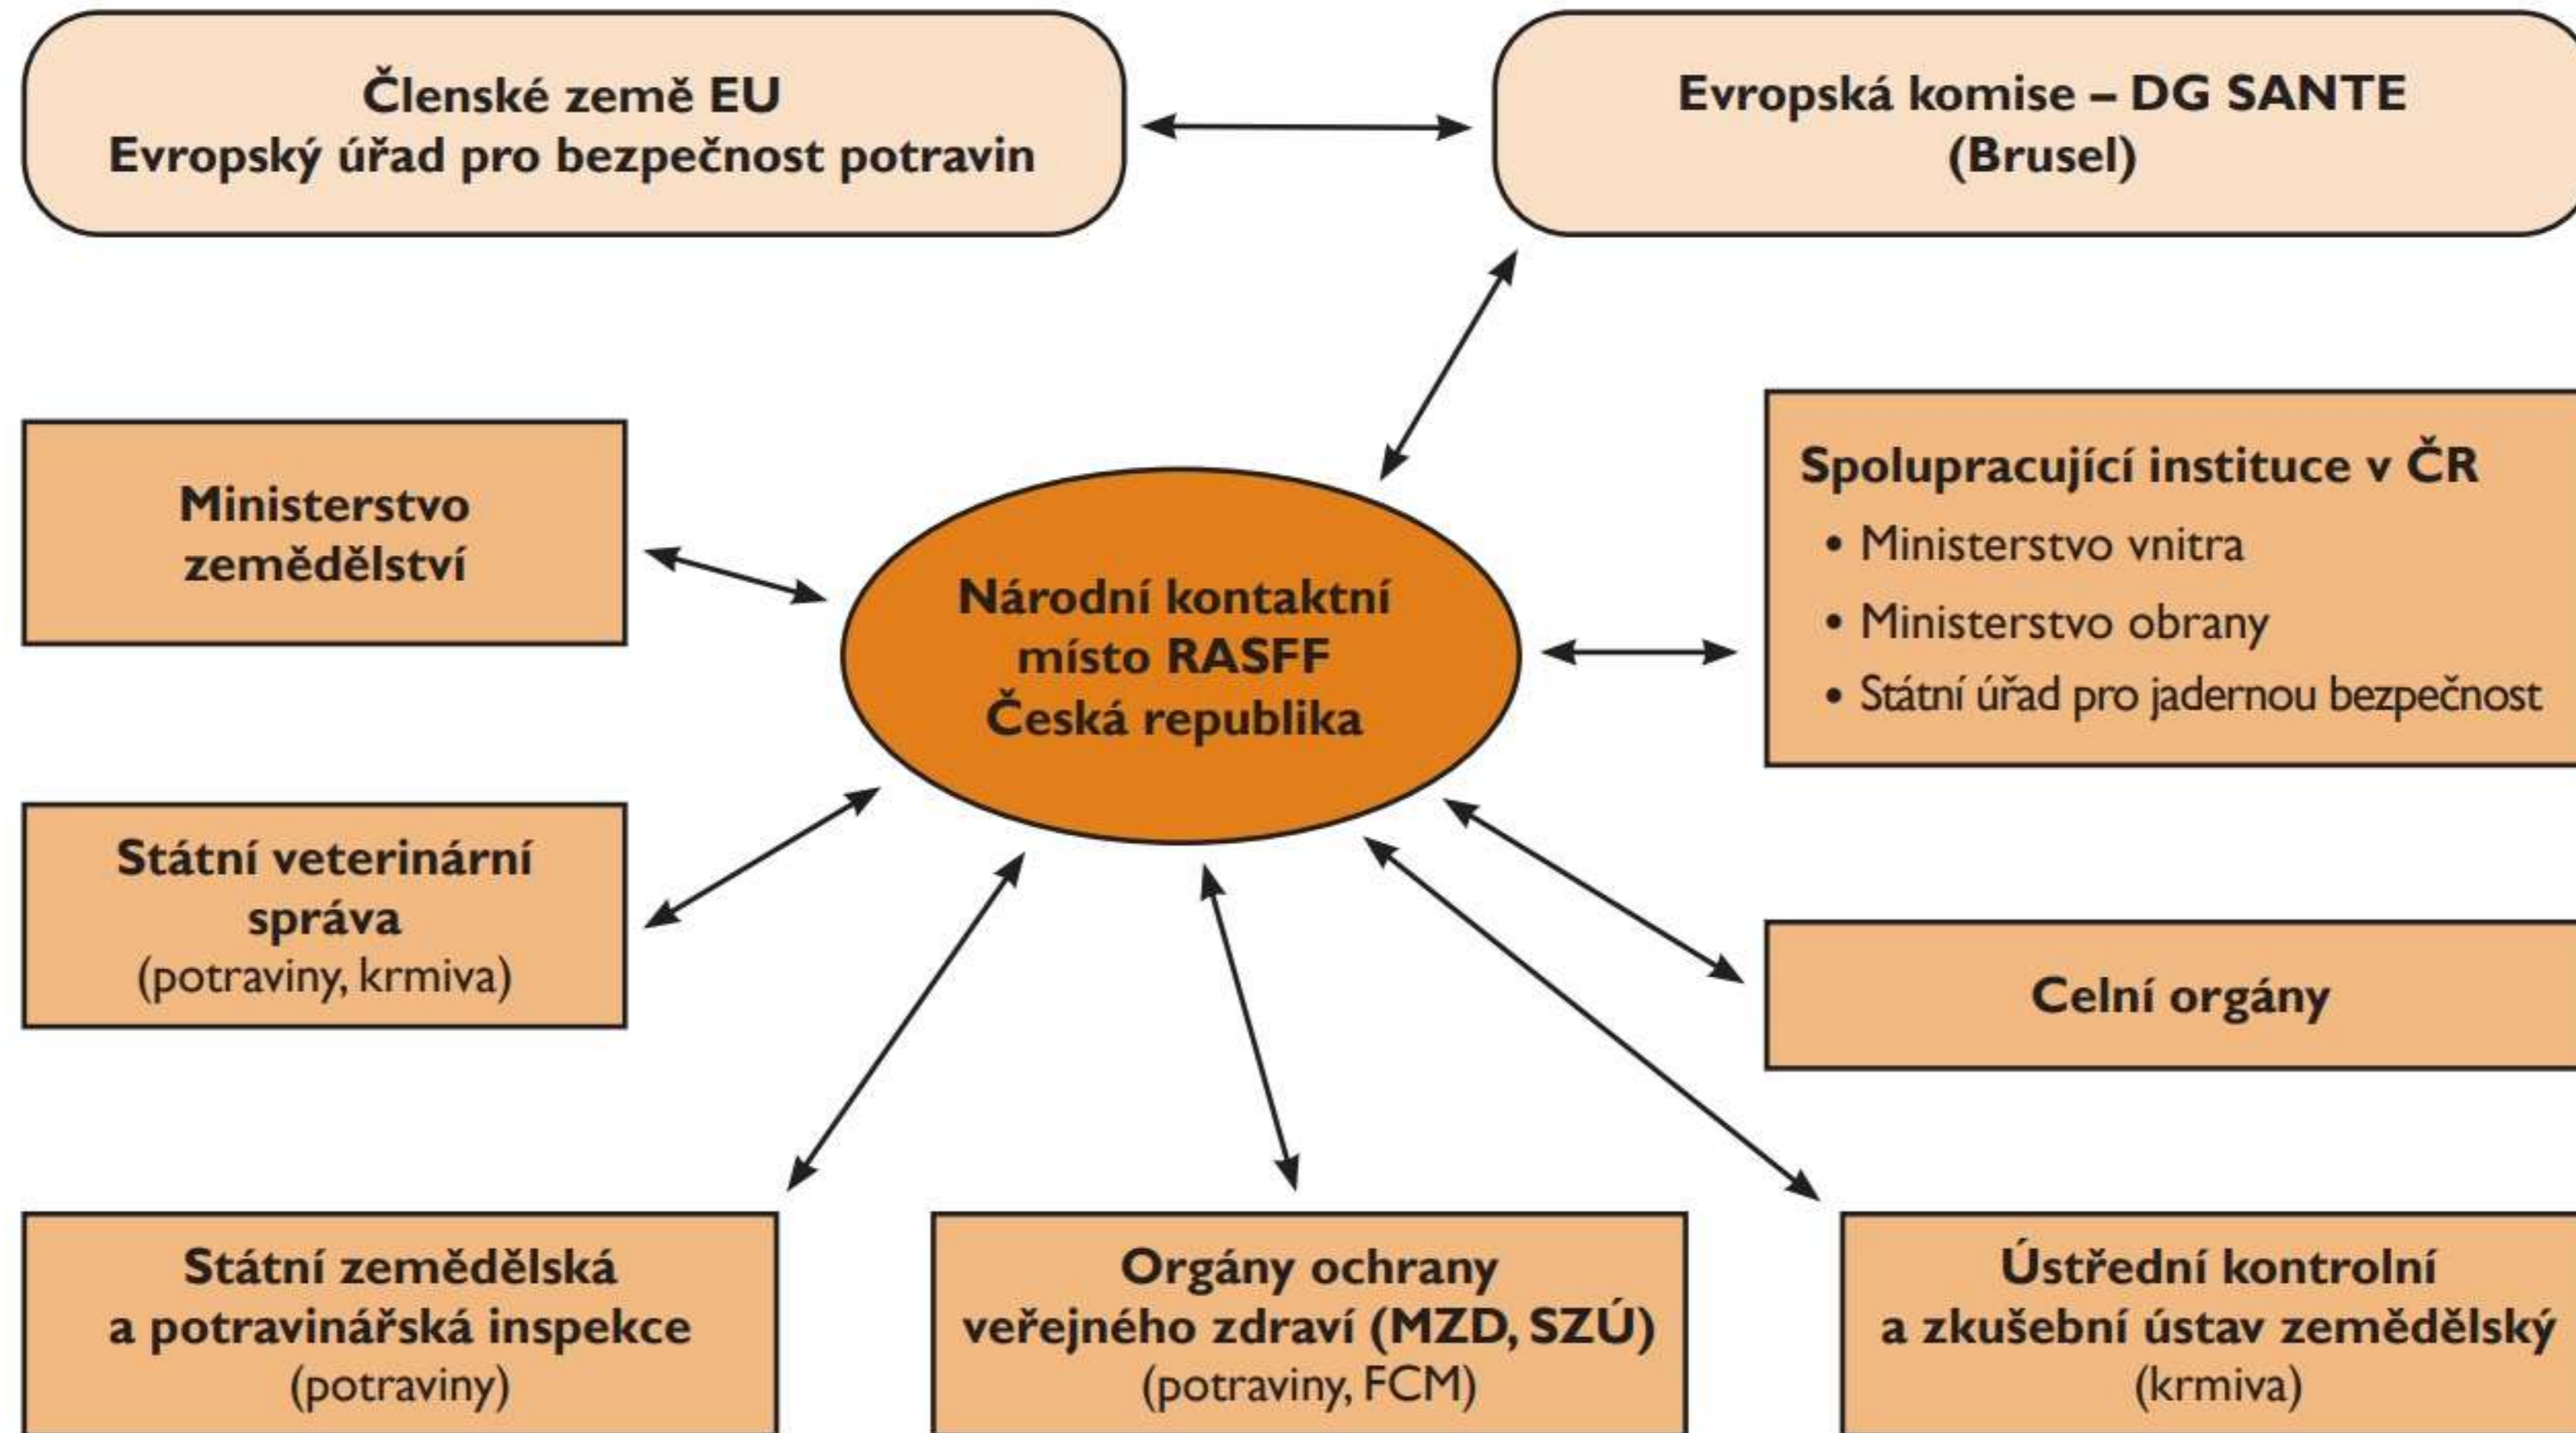 Členské země EU
Evropský úřad pro bezpečnost potravin
Evropská komise – DG SANTE
(Brusel)
Ministerstvo
zemědělství
Národní kontaktní
místo RASFF
Česká republika
Spolupracující instituce v ČR
• Ministerstvo vnitra
• Ministerstvo obrany
• Státní úřad pro jadernou bezpečnost
Státní veterinární
správa
(potraviny, krmiva)
Celní orgány
Státní zemědělská
a potravinářská inspekce
(potraviny)
Orgány ochrany
veřejného zdraví (MZD, SZÚ)
(potraviny, FCM)
Ústřední kontrolní
a zkušební ústav zemědělský
(krmiva)